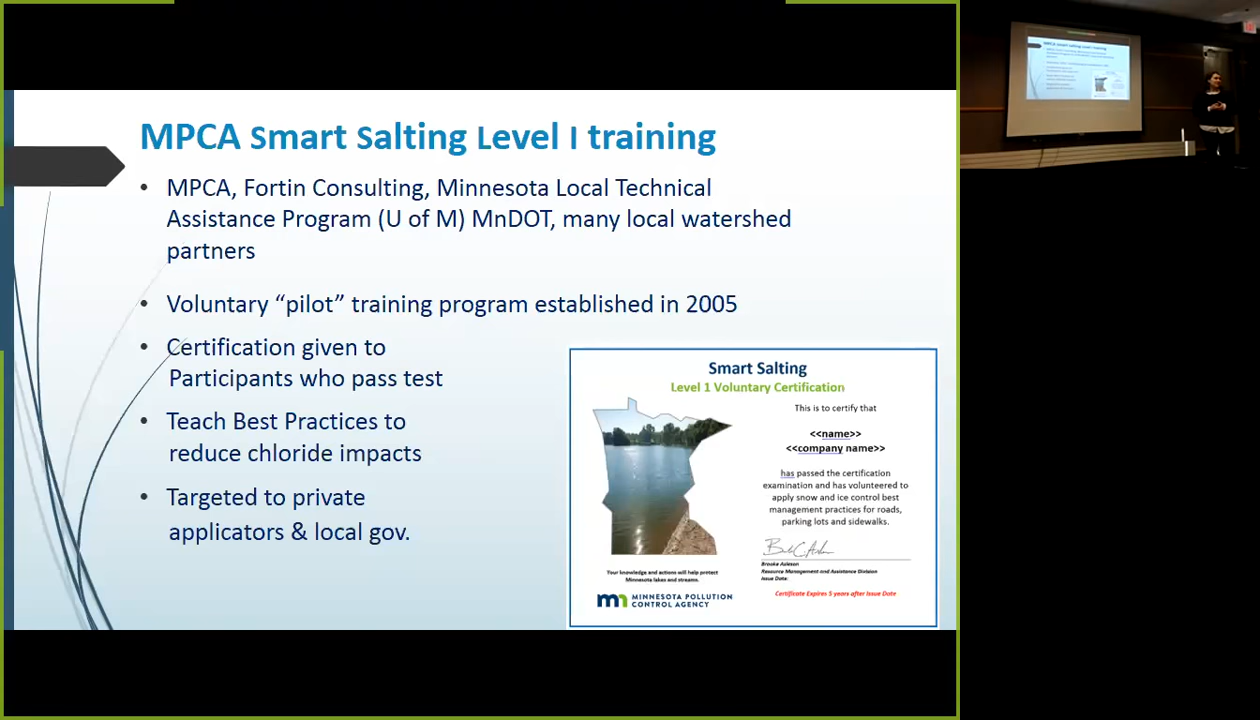 MPCA Smart Salting Level I training
• MPCA, Fortin Consulting, Minnesota Local Technical
Assistance Program (U of M) MnDOT, many local watershed
partners
• Voluntary “pilot” training program established in 2005
• Certification given to
Participants who pass test
• Teach Best Practices to
reduce chloride impacts
• Targeted to private
applicators & local gov.
Smart Salting
Level 1 Voluntary Certification
This is to certify that
<<name>>
<<company name>>
has passed the certification
examination and has volunteered to
apply snow and ice control best
management practices for roads,
parking lots and sidewalks.
Brooke Asleson
Resource Management and Assistance Division
Issue Date:
Certificate Expires 5 years after Issue Date
Your knowledge and actions will help protect
Minnesota lakes and streams.
MINNESOTA POLLUTION
CONTROL AGENCY
MPCA Smart Salting Level I training